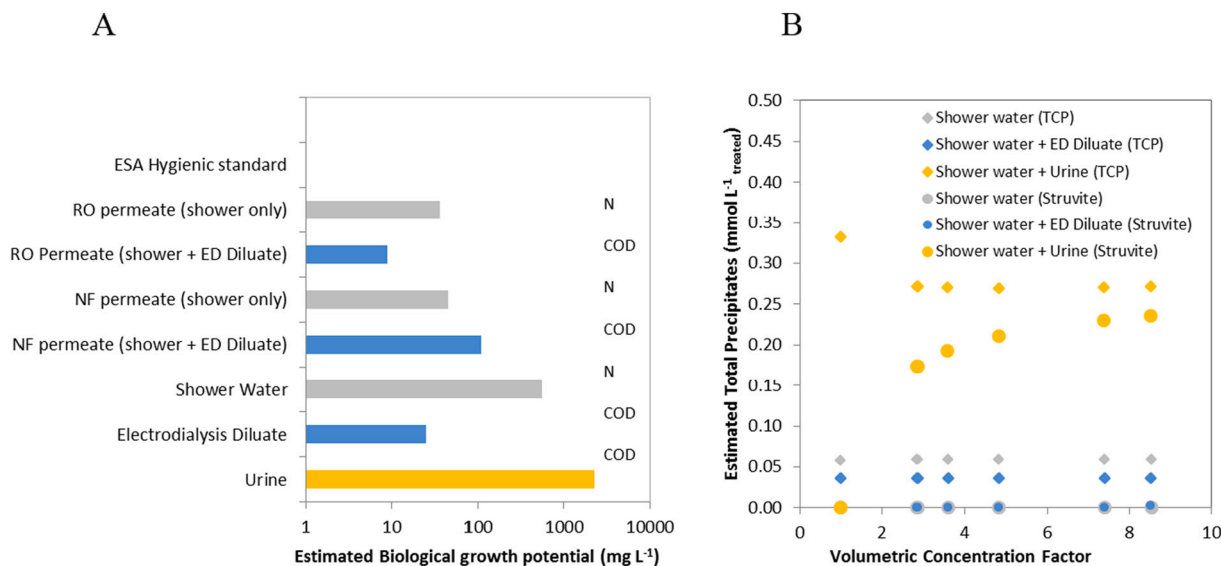 A
ESA Hygienic standard
RO permeate (shower only)
RO Permeate (shower + ED Diluate)
NF permeate (shower only)
NF permeate (shower + ED Diluate)
Shower Water
Electrodialysis Diluate
Urine
N
COD
N
COD
N
COD
COD
1 10 100 1000 10000
Estimated Biological growth potential (mg L⁻¹)
B
0.50
0.45
0.40
0.35
0.30
0.25
0.20
0.15
0.10
0.05
0.00
Estimated Total Precipitates (mmol L⁻¹ treated)
Shower water (TCP)
Shower water + ED Diluate (TCP)
Shower water + Urine (TCP)
Shower water (Struvite)
Shower water + ED Diluate (Struvite)
Shower water + Urine (Struvite)
0 2 4 6 8 10
Volumetric Concentration Factor